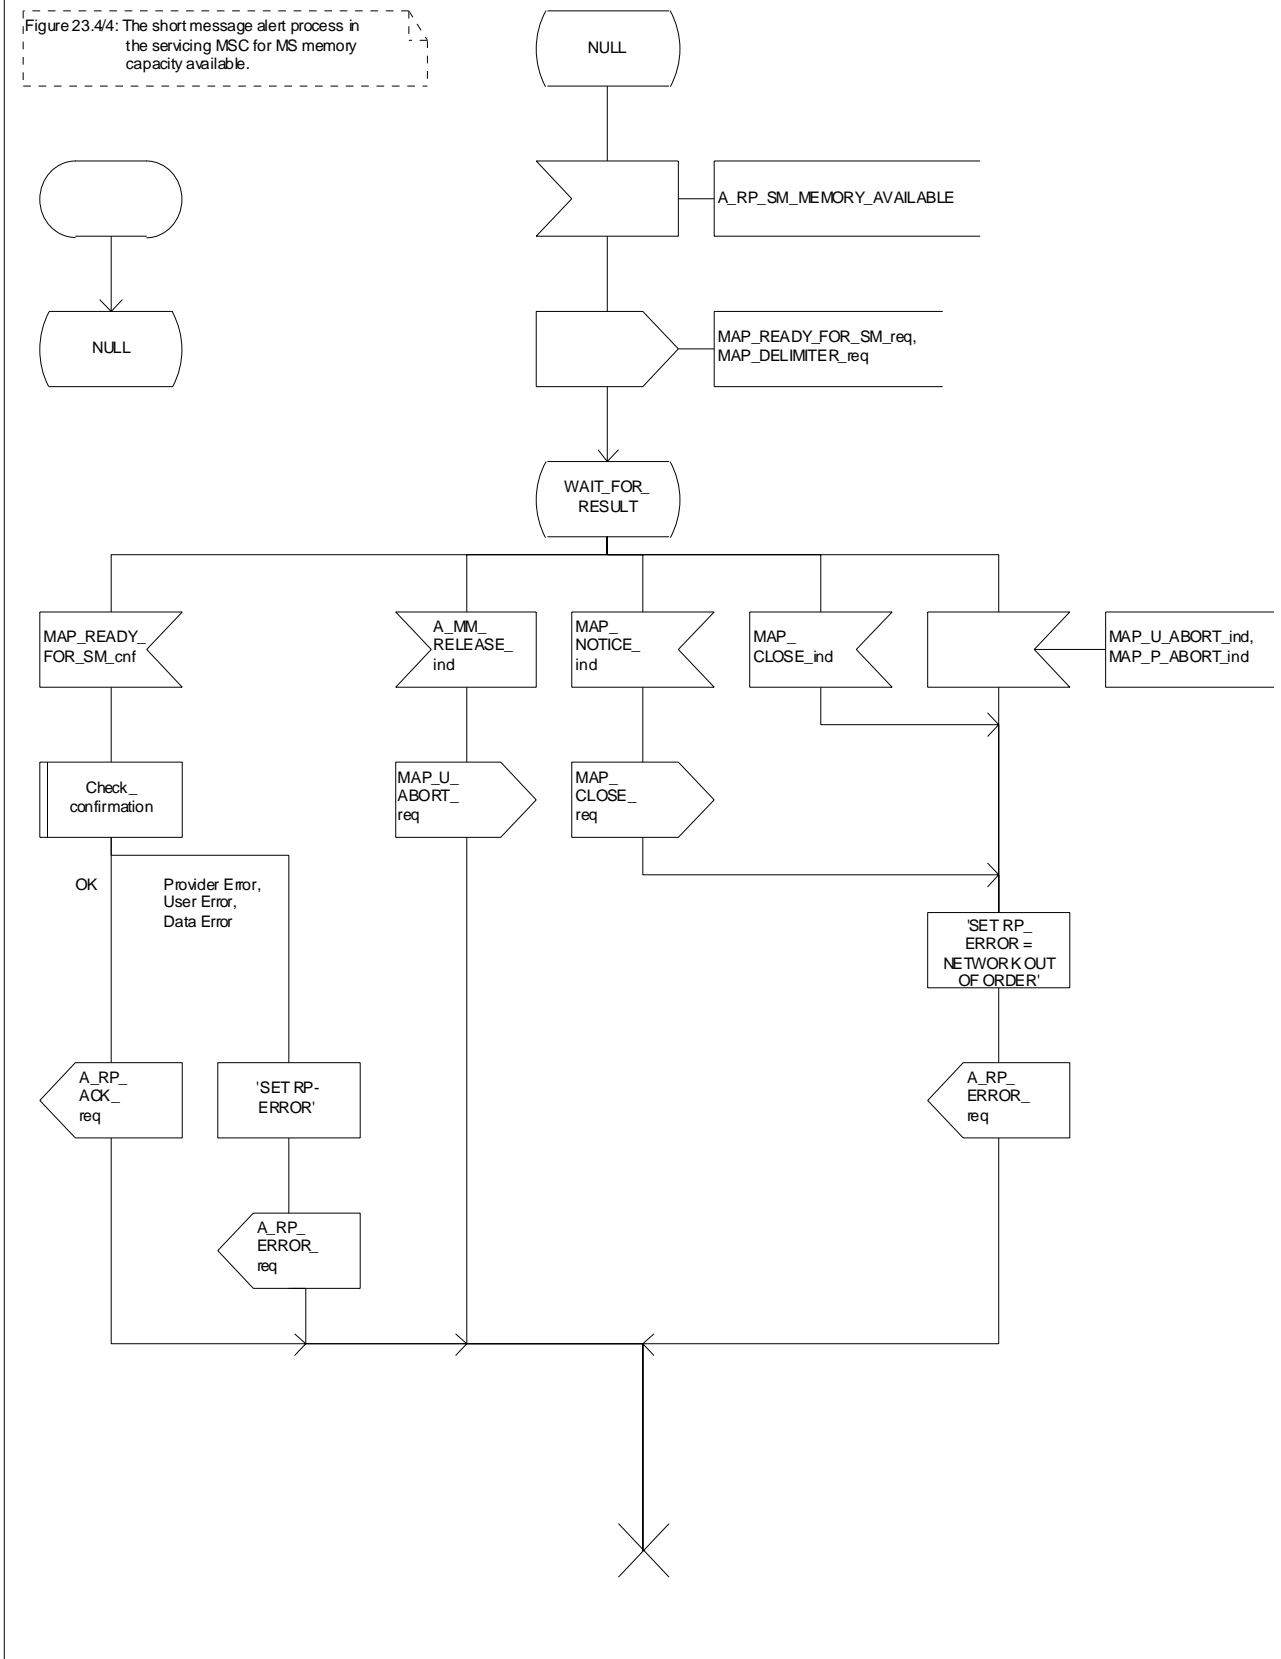 Figure 23.4/4: The short message alert process in
the servicing MSC for MS memory
capacity available.
NULL
A_RP_SM_MEMORY_AVAILABLE
NULL
MAP_READY_FOR_SM_req,
MAP_DELIMITER_req
WAIT_FOR_
RESULT
MAP_READY_
FOR_SM_cnf
A_MM_
RELEASE_
ind
MAP_
NOTICE_
ind
MAP_
CLOSE_ind
MAP_U_ABORT_ind,
MAP_P_ABORT_ind
Check_
confirmation
MAP_U_
ABORT_
req
MAP_
CLOSE_
req
OK
Provider Error,
User Error,
Data Error
'SET RP_
ERROR =
NETWORK OUT
OF ORDER'
A_RP_
ACK_
req
'SET RP-
ERROR'
A_RP_
ERROR_
req
A_RP_
ERROR_
req